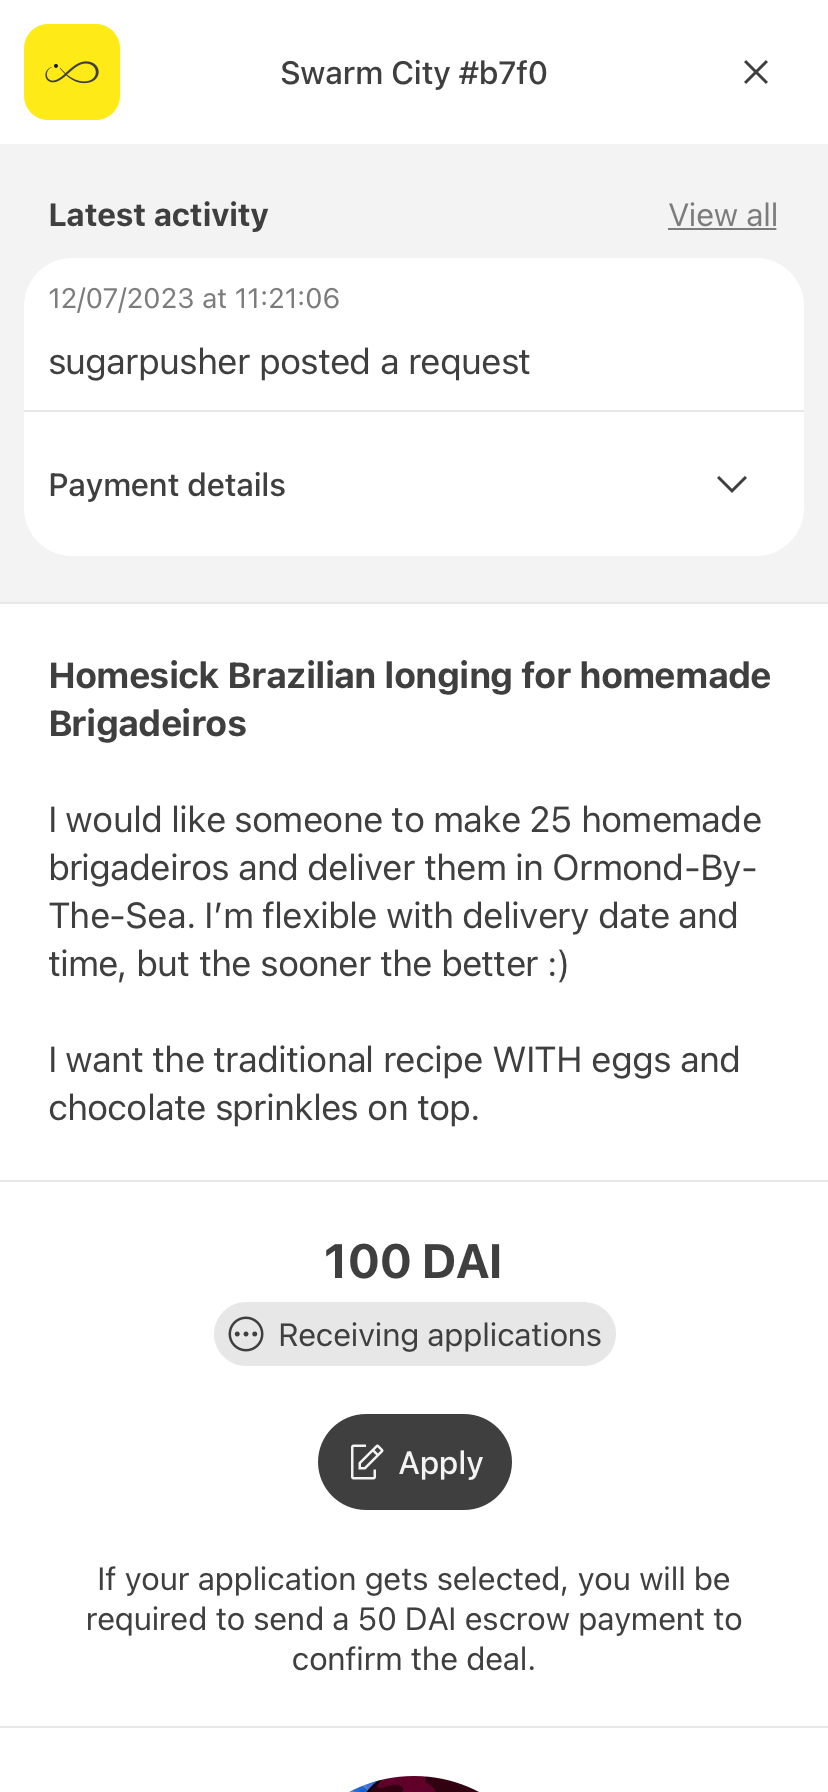 Swarm City #b7f0
Latest activity
View all
12/07/2023 at 11:21:06
sugarpusher posted a request
Payment details
Homesick Brazilian longing for homemade
Brigadeiros
I would like someone to make 25 homemade
brigadeiros and deliver them in Ormond-By-
The-Sea. I’m flexible with delivery date and
time, but the sooner the better :)
I want the traditional recipe WITH eggs and
chocolate sprinkles on top.
100 DAI
Receiving applications
Apply
If your application gets selected, you will be
required to send a 50 DAI escrow payment to
confirm the deal.